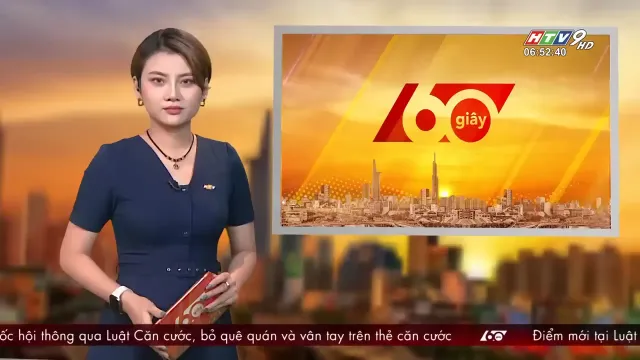 HTV9 HD
06:52:40
60 giây
ốc hội thông qua Luật Căn cước, bỏ quê quán và vân tay trên thẻ căn cước 60 Điểm mới tại Luật